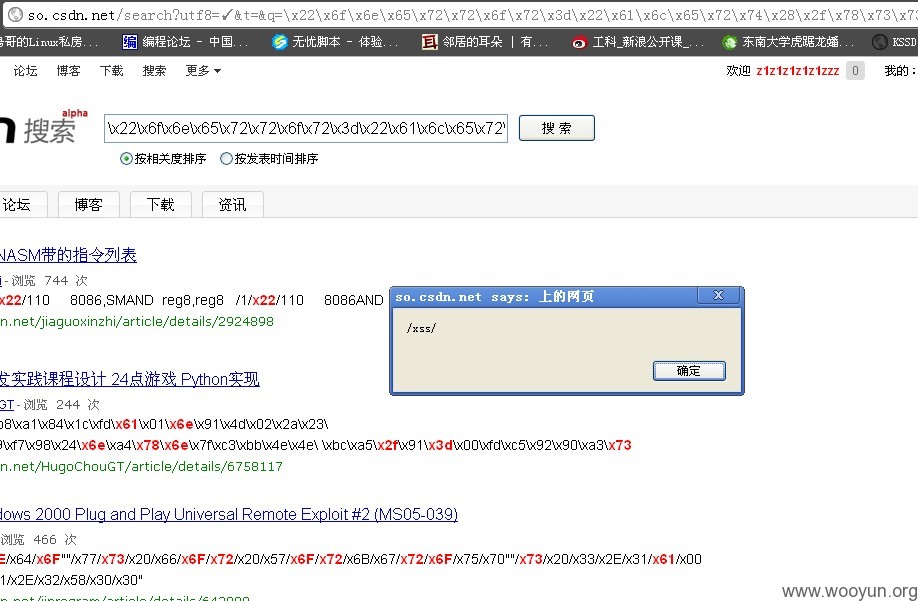 so.csdn.net/search?utf8=✓&t=&q=\x22\x6f\x6e\x65\x72\x72\x6f\x72\x3d\x22\x61\x6c\x65\x72\x74\x28\x2f\x78\x73\x7
哥的Linux私房... 编程论坛 - 中国... 无忧脚本 - 体验... 邻居的耳朵 | 有... 工科_新浪公开课_... 东南大学虎踞龙蟠... KSSD
论坛 博客 下载 搜索 更多 欢迎 z1z1z1z1z1zzz 0 我的:
n 搜索 alpha
\x22\x6f\x6e\x65\x72\x72\x6f\x72\x3d\x22\x61\x6c\x65\x72\ 搜 索
按相关度排序 按发表时间排序
论坛 博客 下载 资讯
NASM带的指令列表
- 浏览 744 次
x22/110 8086,SMAND reg8,reg8 /1/x22/110 8086AND
n.net/jiaguoxinzhi/article/details/2924898
so.csdn.net says: 上的网页
/xss/
确定
发实践课程设计 24点游戏 Python实现
GT - 浏览 244 次
b8\xa1\x84\x1c\xfd\x61\x01\x6e\x91\x4d\x02\x2a\x23\
\xf7\x98\x24\x6e\xa4\x78\x6e\x7f\xc3\xbb\x4e\x4e\ \xbc\xa5\x2f\x91\x3d\x00\xfd\xc5\x92\x90\xa3\x73
n.net/HugoChouGT/article/details/6758117
dows 2000 Plug and Play Universal Remote Exploit #2 (MS05-039)
浏览 466 次
E/x64/x6F""/x77/x73/x20/x66/x6F/x72/x20/x57/x6F/x72/x6B/x67/x72/x6F/x75/x70""/x73/x20/x33/x2E/x31/x61/x00
1/x2E/x32/x58/x30/x30"
www.wooyun.org